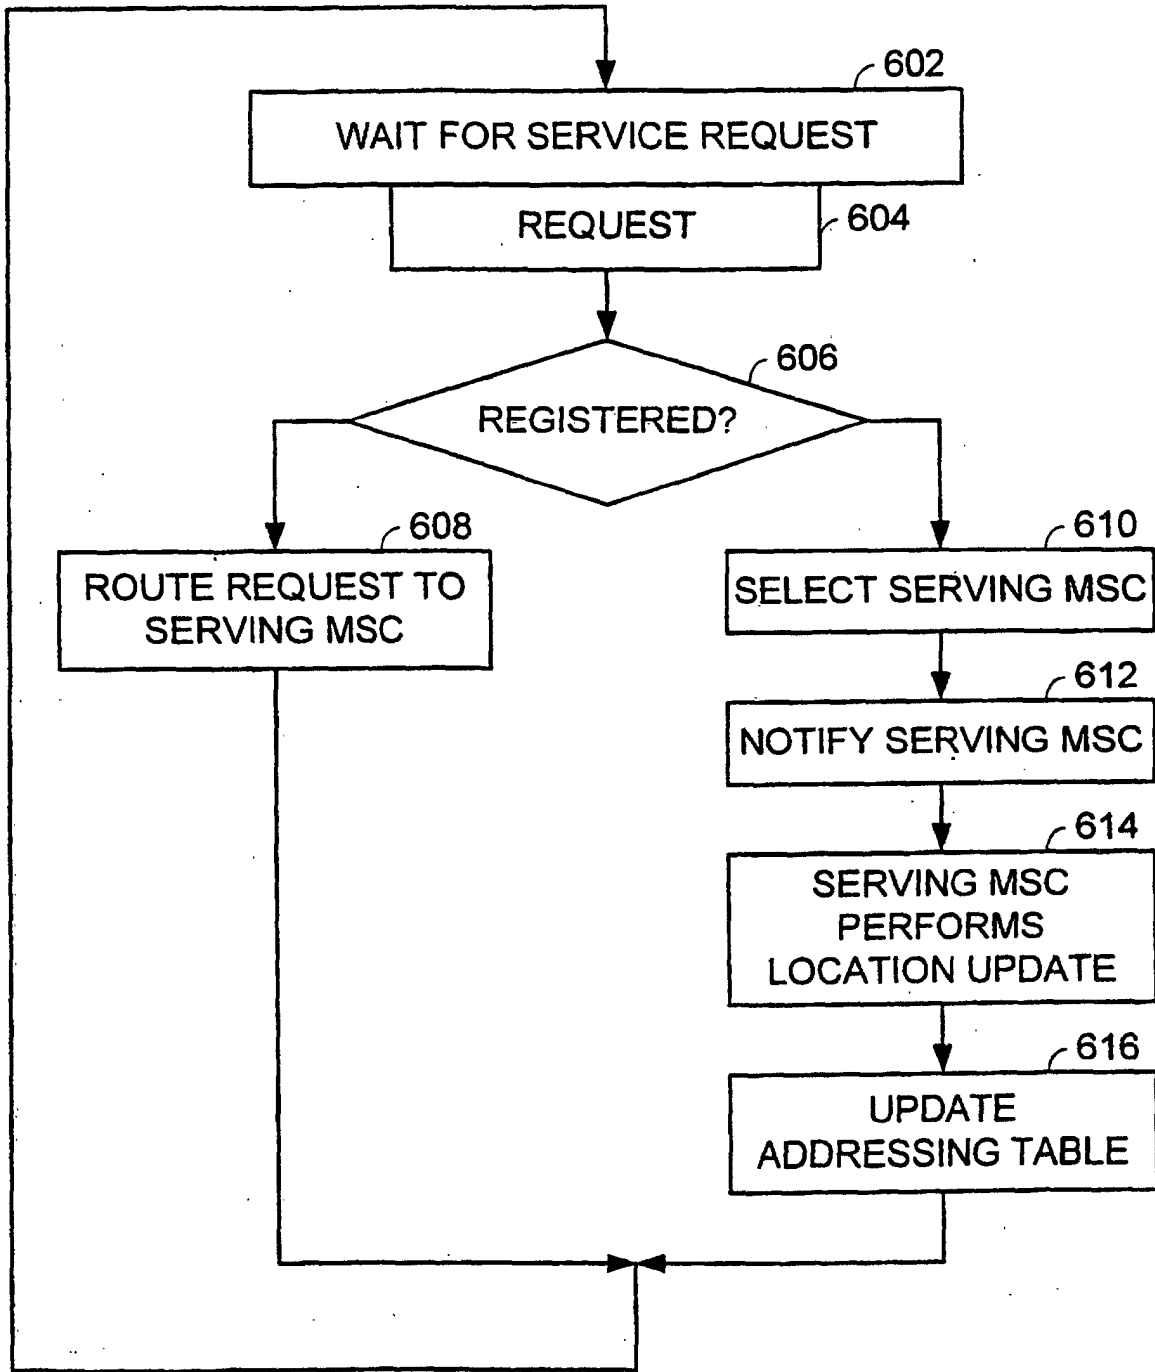 602
WAIT FOR SERVICE REQUEST
REQUEST
604
606
REGISTERED?
608
ROUTE REQUEST TO
SERVING MSC
610
SELECT SERVING MSC
612
NOTIFY SERVING MSC
614
SERVING MSC
PERFORMS
LOCATION UPDATE
616
UPDATE
ADDRESSING TABLE